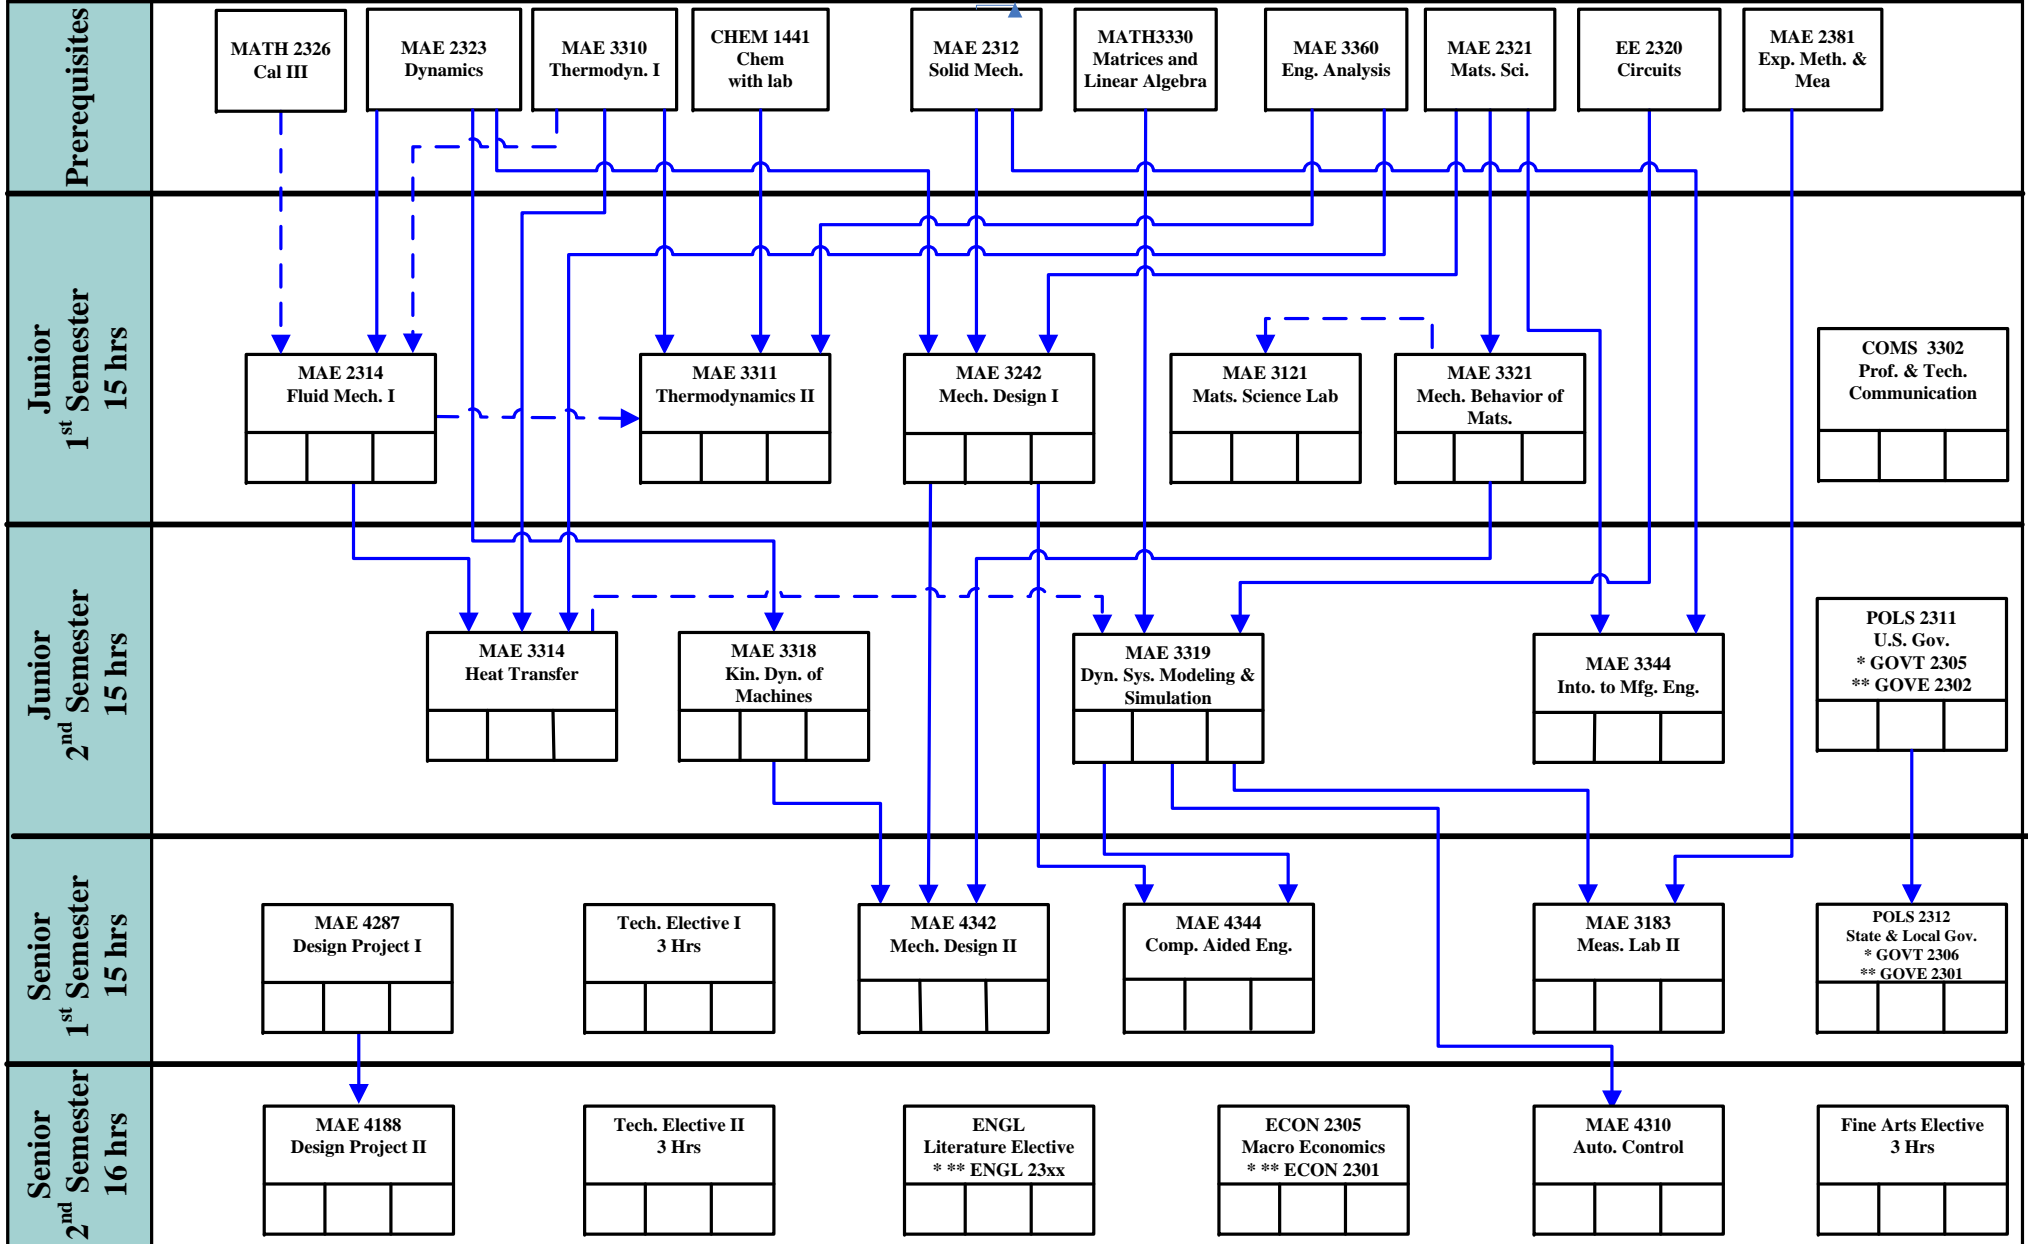 Prerequisites
MATH 2326
Cal III
MAE 2323
Dynamics
MAE 3310
Thermodyn. I
CHEM 1441
Chem
with lab
MAE 2312
Solid Mech.
MATH3330
Matrices and
Linear Algebra
MAE 3360
Eng. Analysis
MAE 2321
Mats. Sci.
EE 2320
Circuits
MAE 2381
Exp. Meth. &
Mea
Junior
1st Semester
15 hrs
MAE 2314
Fluid Mech. I
MAE 3311
Thermodynamics II
MAE 3242
Mech. Design I
MAE 3121
Mats. Science Lab
MAE 3321
Mech. Behavior of
Mats.
COMS 3302
Prof. & Tech.
Communication
Junior
2nd Semester
15 hrs
MAE 3314
Heat Transfer
MAE 3318
Kin. Dyn. of
Machines
MAE 3319
Dyn. Sys. Modeling &
Simulation
MAE 3344
Into. to Mfg. Eng.
POLS 2311
U.S. Gov.
* GOVT 2305
** GOVE 2302
Senior
1st Semester
15 hrs
MAE 4287
Design Project I
Tech. Elective I
3 Hrs
MAE 4342
Mech. Design II
MAE 4344
Comp. Aided Eng.
MAE 3183
Meas. Lab II
POLS 2312
State & Local Gov.
* GOVT 2306
** GOVE 2301
Senior
2nd Semester
16 hrs
MAE 4188
Design Project II
Tech. Elective II
3 Hrs
ENGL
Literature Elective
* ** ENGL 23xx
ECON 2305
Macro Economics
* ** ECON 2301
MAE 4310
Auto. Control
Fine Arts Elective
3 Hrs